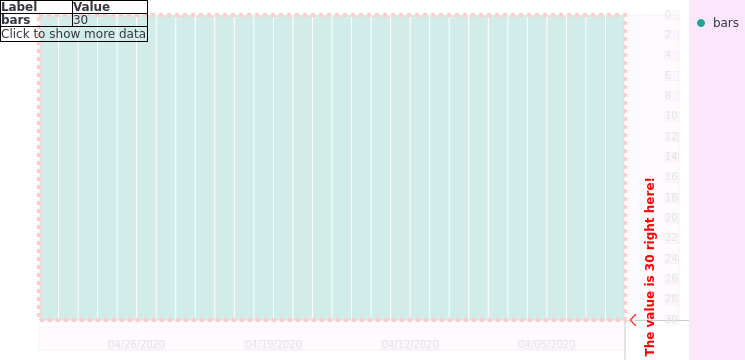 Label Value
bars 30
Click to show more data
bars
0
2
4
6
8
10
12
14
16
18
20
22
24
26
28
30
The value is 30 right here!
04/26/2020 04/19/2020 04/12/2020 04/05/2020